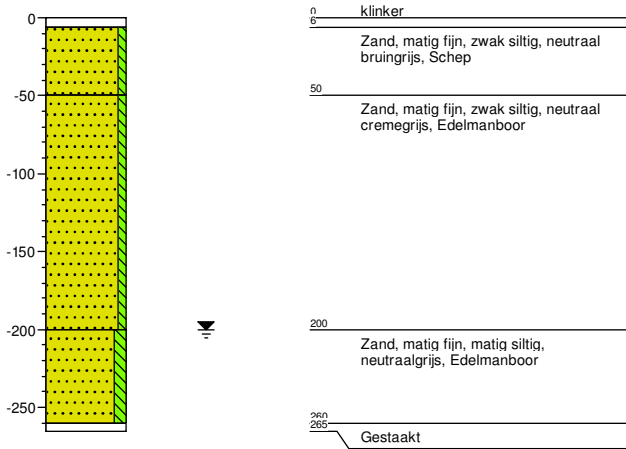 0
-50
-100
-150
-200
-250
0
klinker
6
Zand, matig fijn, zwak siltig, neutraal
bruingrijs, Schep
50
Zand, matig fijn, zwak siltig, neutraal
cremegrijs, Edelmanboor
200
Zand, matig fijn, matig siltig,
neutraalgrijs, Edelmanboor
260
265
Gestaakt